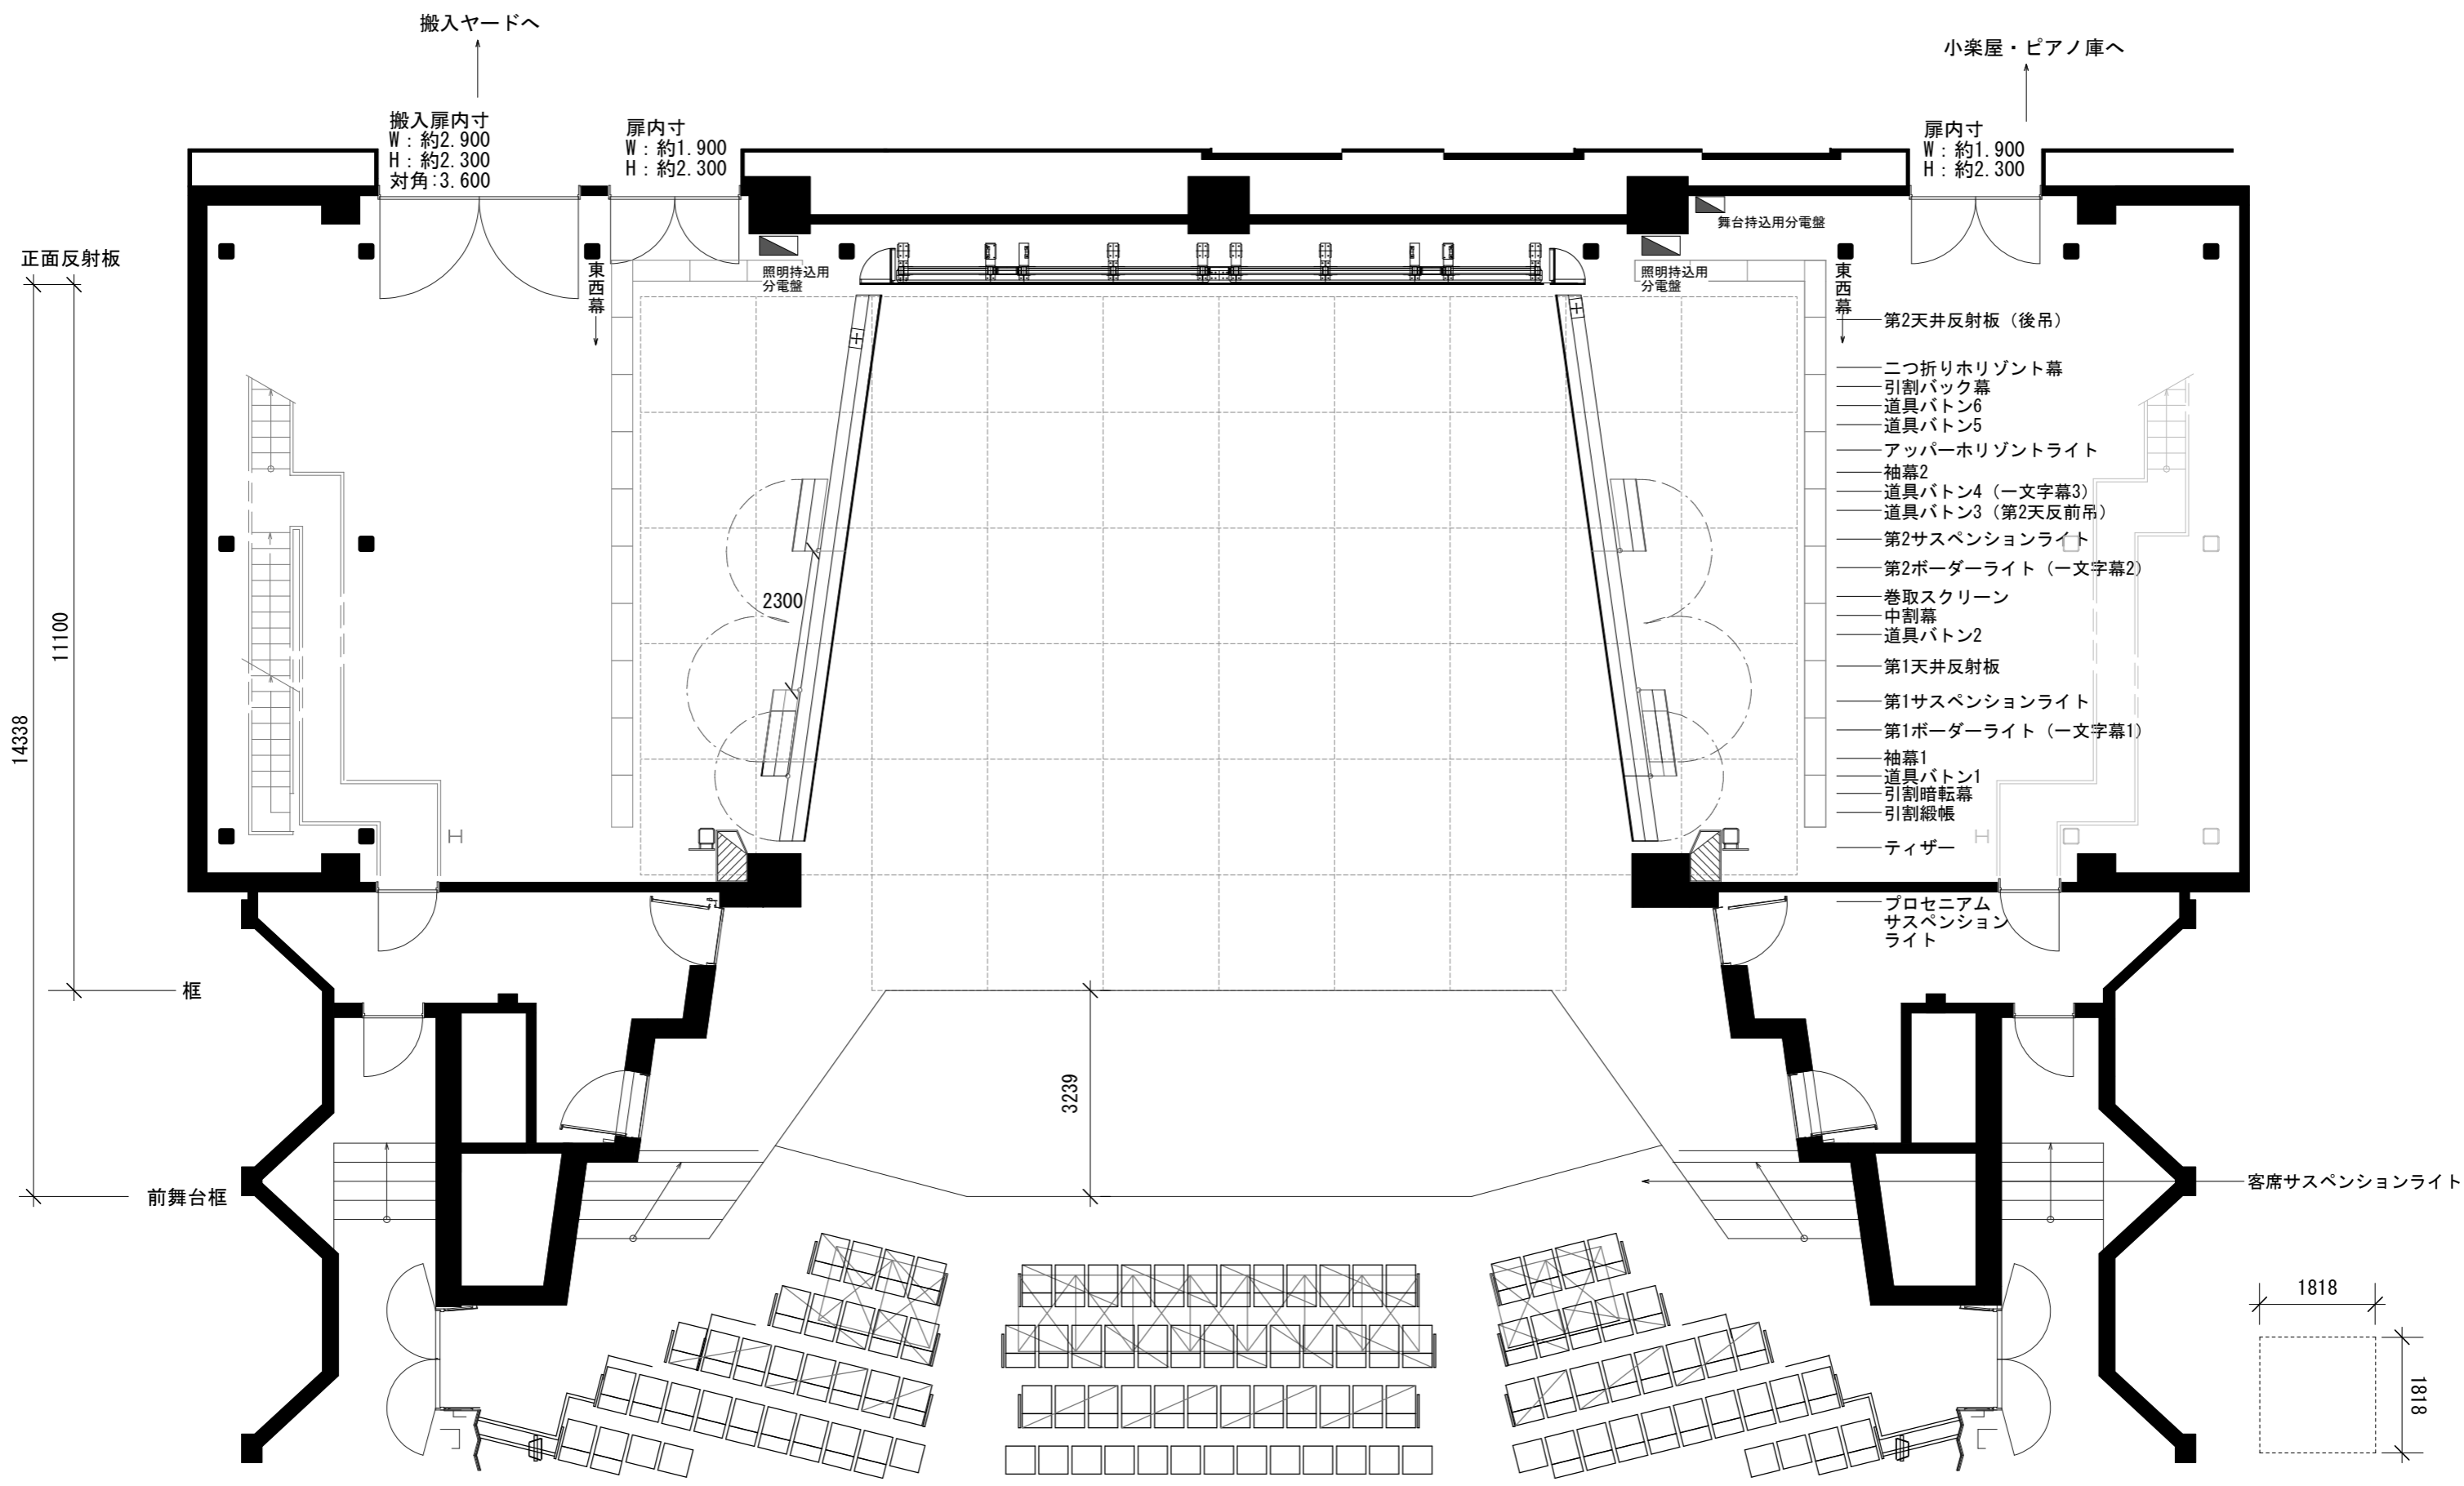 搬入ヤードへ
小楽屋・ピアノ庫へ
搬入扉内寸
W：約2.900
H：約2.300
対角:3.600
扉内寸
W：約1.900
H：約2.300
扉内寸
W：約1.900
H：約2.300
舞台持込用分電盤
正面反射板
東西幕
照明持込用
分電盤
照明持込用
分電盤
東西幕
第2天井反射板（後吊）
二つ折りホリゾント幕
引割バック幕
道具バトン6
道具バトン5
アッパーホリゾントライト
袖幕2
道具バトン4（一文字幕3）
道具バトン3（第2天反前吊）
第2サスペンションライト
第2ボーダーライト（一文字幕2）
巻取スクリーン
中割幕
道具バトン2
第1天井反射板
第1サスペンションライト
第1ボーダーライト（一文字幕1）
袖幕1
道具バトン1
引割暗転幕
引割緞帳
ティザー
プロセニアム
サスペンション
ライト
2300
11100
14338
框
3239
前舞台框
客席サスペンションライト
1818
1818